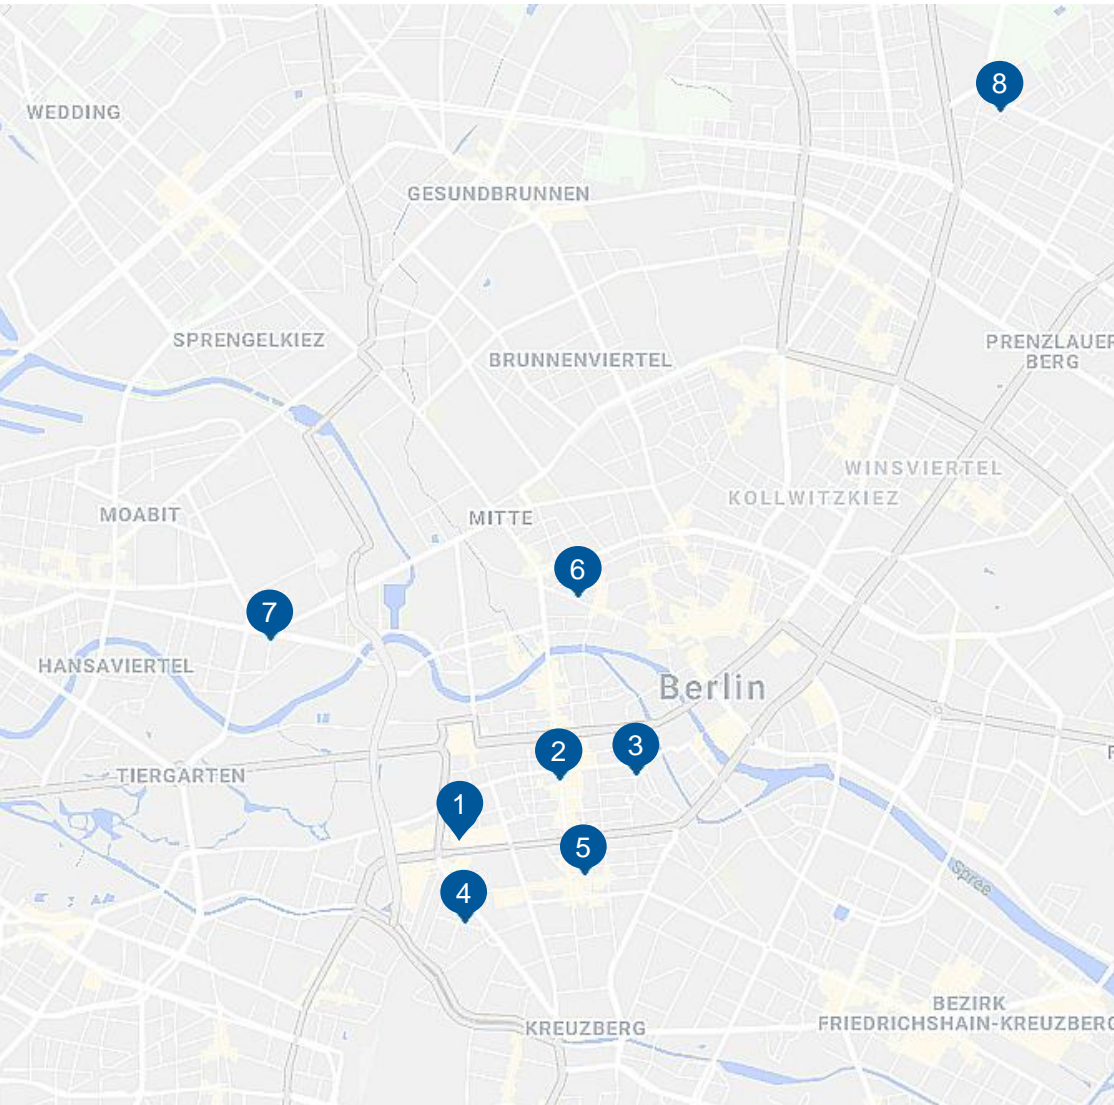 8
WEDDING
GESUNDBRUNNEN
SPRENGELKIEZ
BRUNNENVIERTEL
PRENZLAUER
BERG
WINSVIERTEL
KOLLWITZKIEZ
MOABIT
MITTE
6
7
HANSAVIERTEL
Berlin
2
3
TIERGARTEN
1
5
4
Spree
BEZIRK
FRIEDRICHSHAIN-KREUZBERG
KREUZBERG